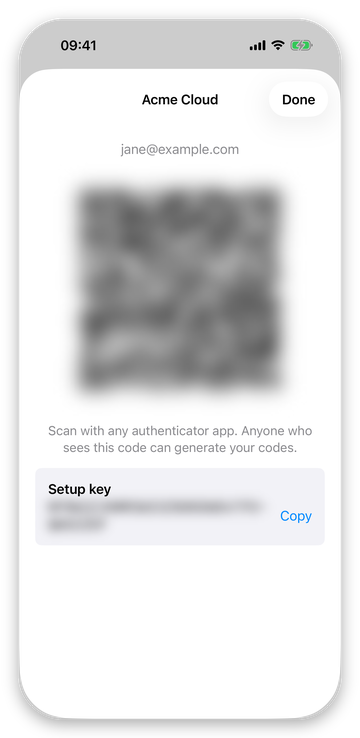 09:41
Acme Cloud
Done
jane@example.com
Scan with any authenticator app. Anyone who
sees this code can generate your codes.
Setup key
Copy